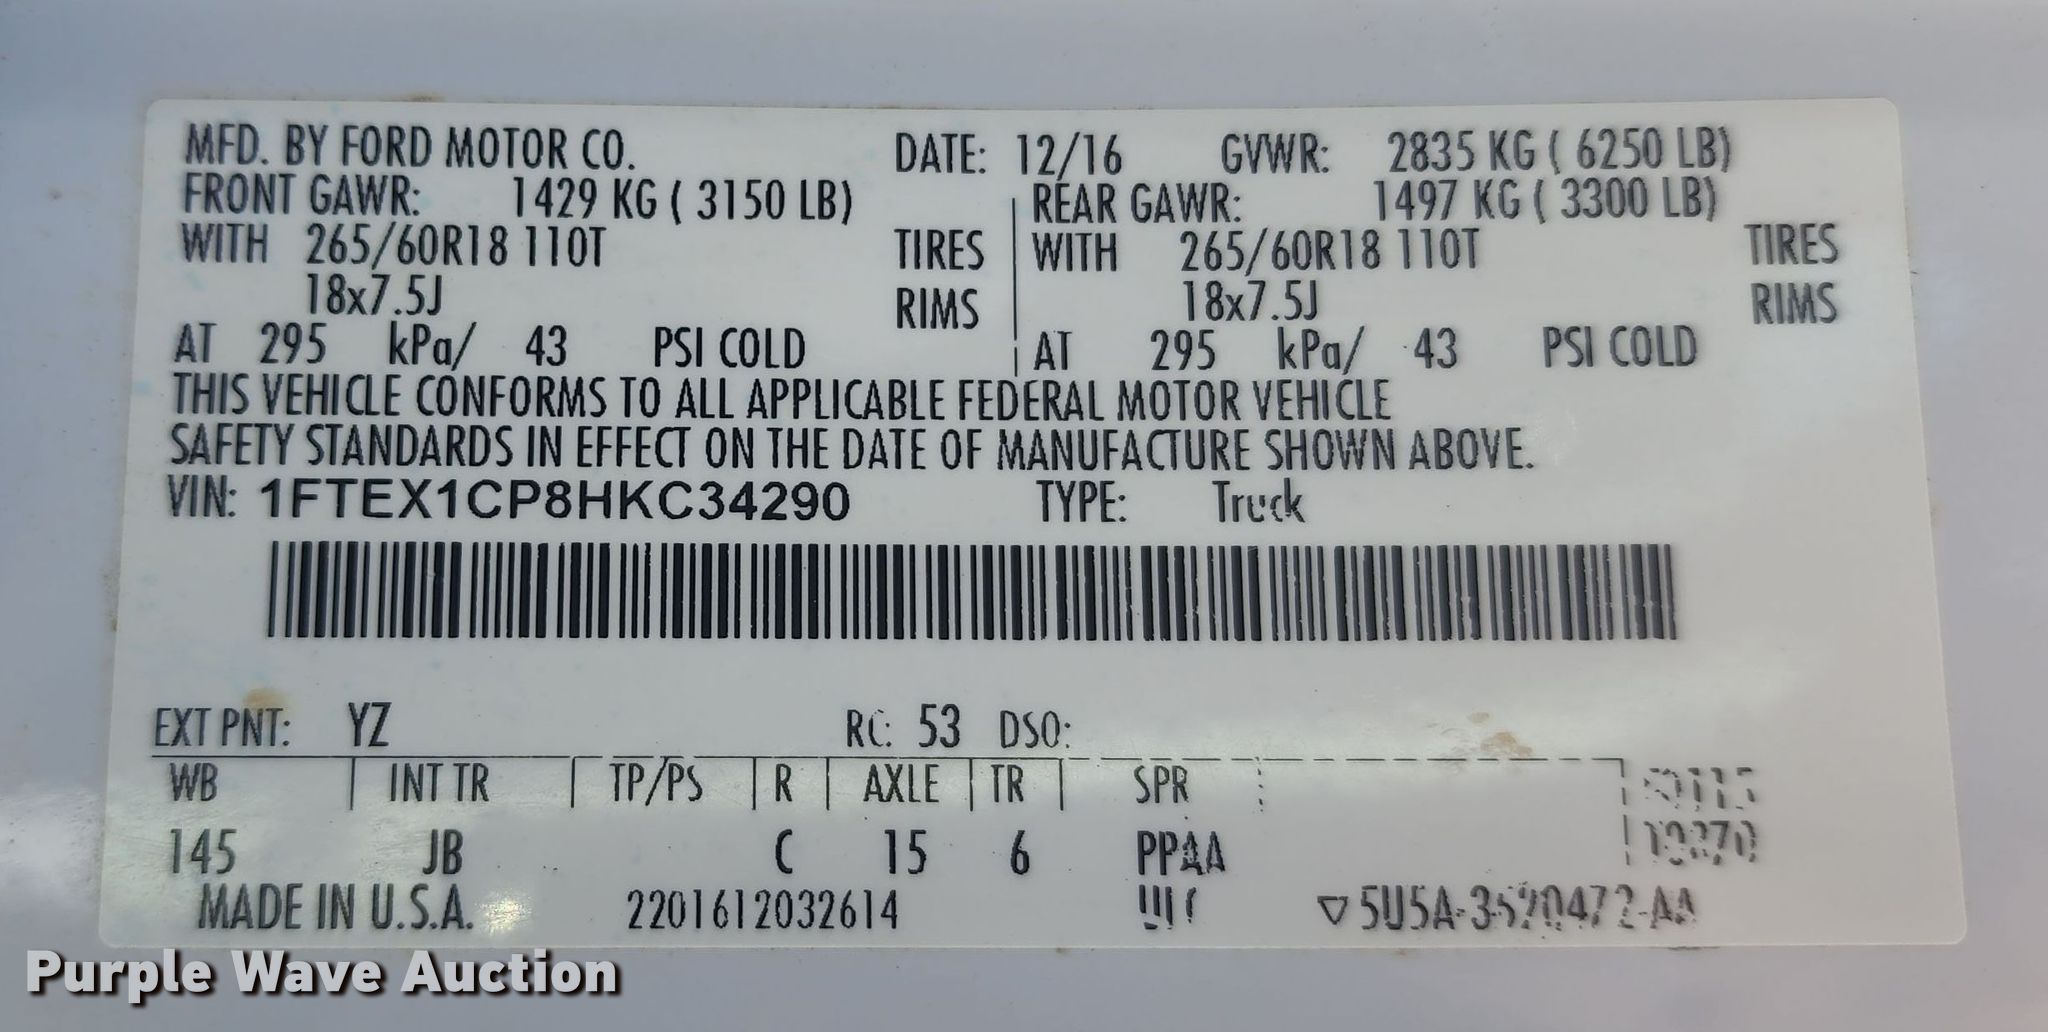 MFD. BY FORD MOTOR CO. DATE: 12/16 GVWR: 2835 KG ( 6250 LB)
FRONT GAWR: 1429 KG ( 3150 LB) REAR GAWR: 1497 KG ( 3300 LB)
WITH 265/60R18 110T TIRES WITH 265/60R18 110T TIRES
18x7.5J RIMS 18x7.5J RIMS
AT 295 kPa/ 43 PSI COLD AT 295 kPa/ 43 PSI COLD
THIS VEHICLE CONFORMS TO ALL APPLICABLE FEDERAL MOTOR VEHICLE
SAFETY STANDARDS IN EFFECT ON THE DATE OF MANUFACTURE SHOWN ABOVE.
VIN: 1FTEX1CP8HKC34290 TYPE: Truck
EXT PNT: YZ RC: 53 DSO:
WB INT TR TP/PS R AXLE TR SPR
145 JB C 15 6 PPAA
MADE IN U.S.A. 2201612032614
Purple Wave Auction